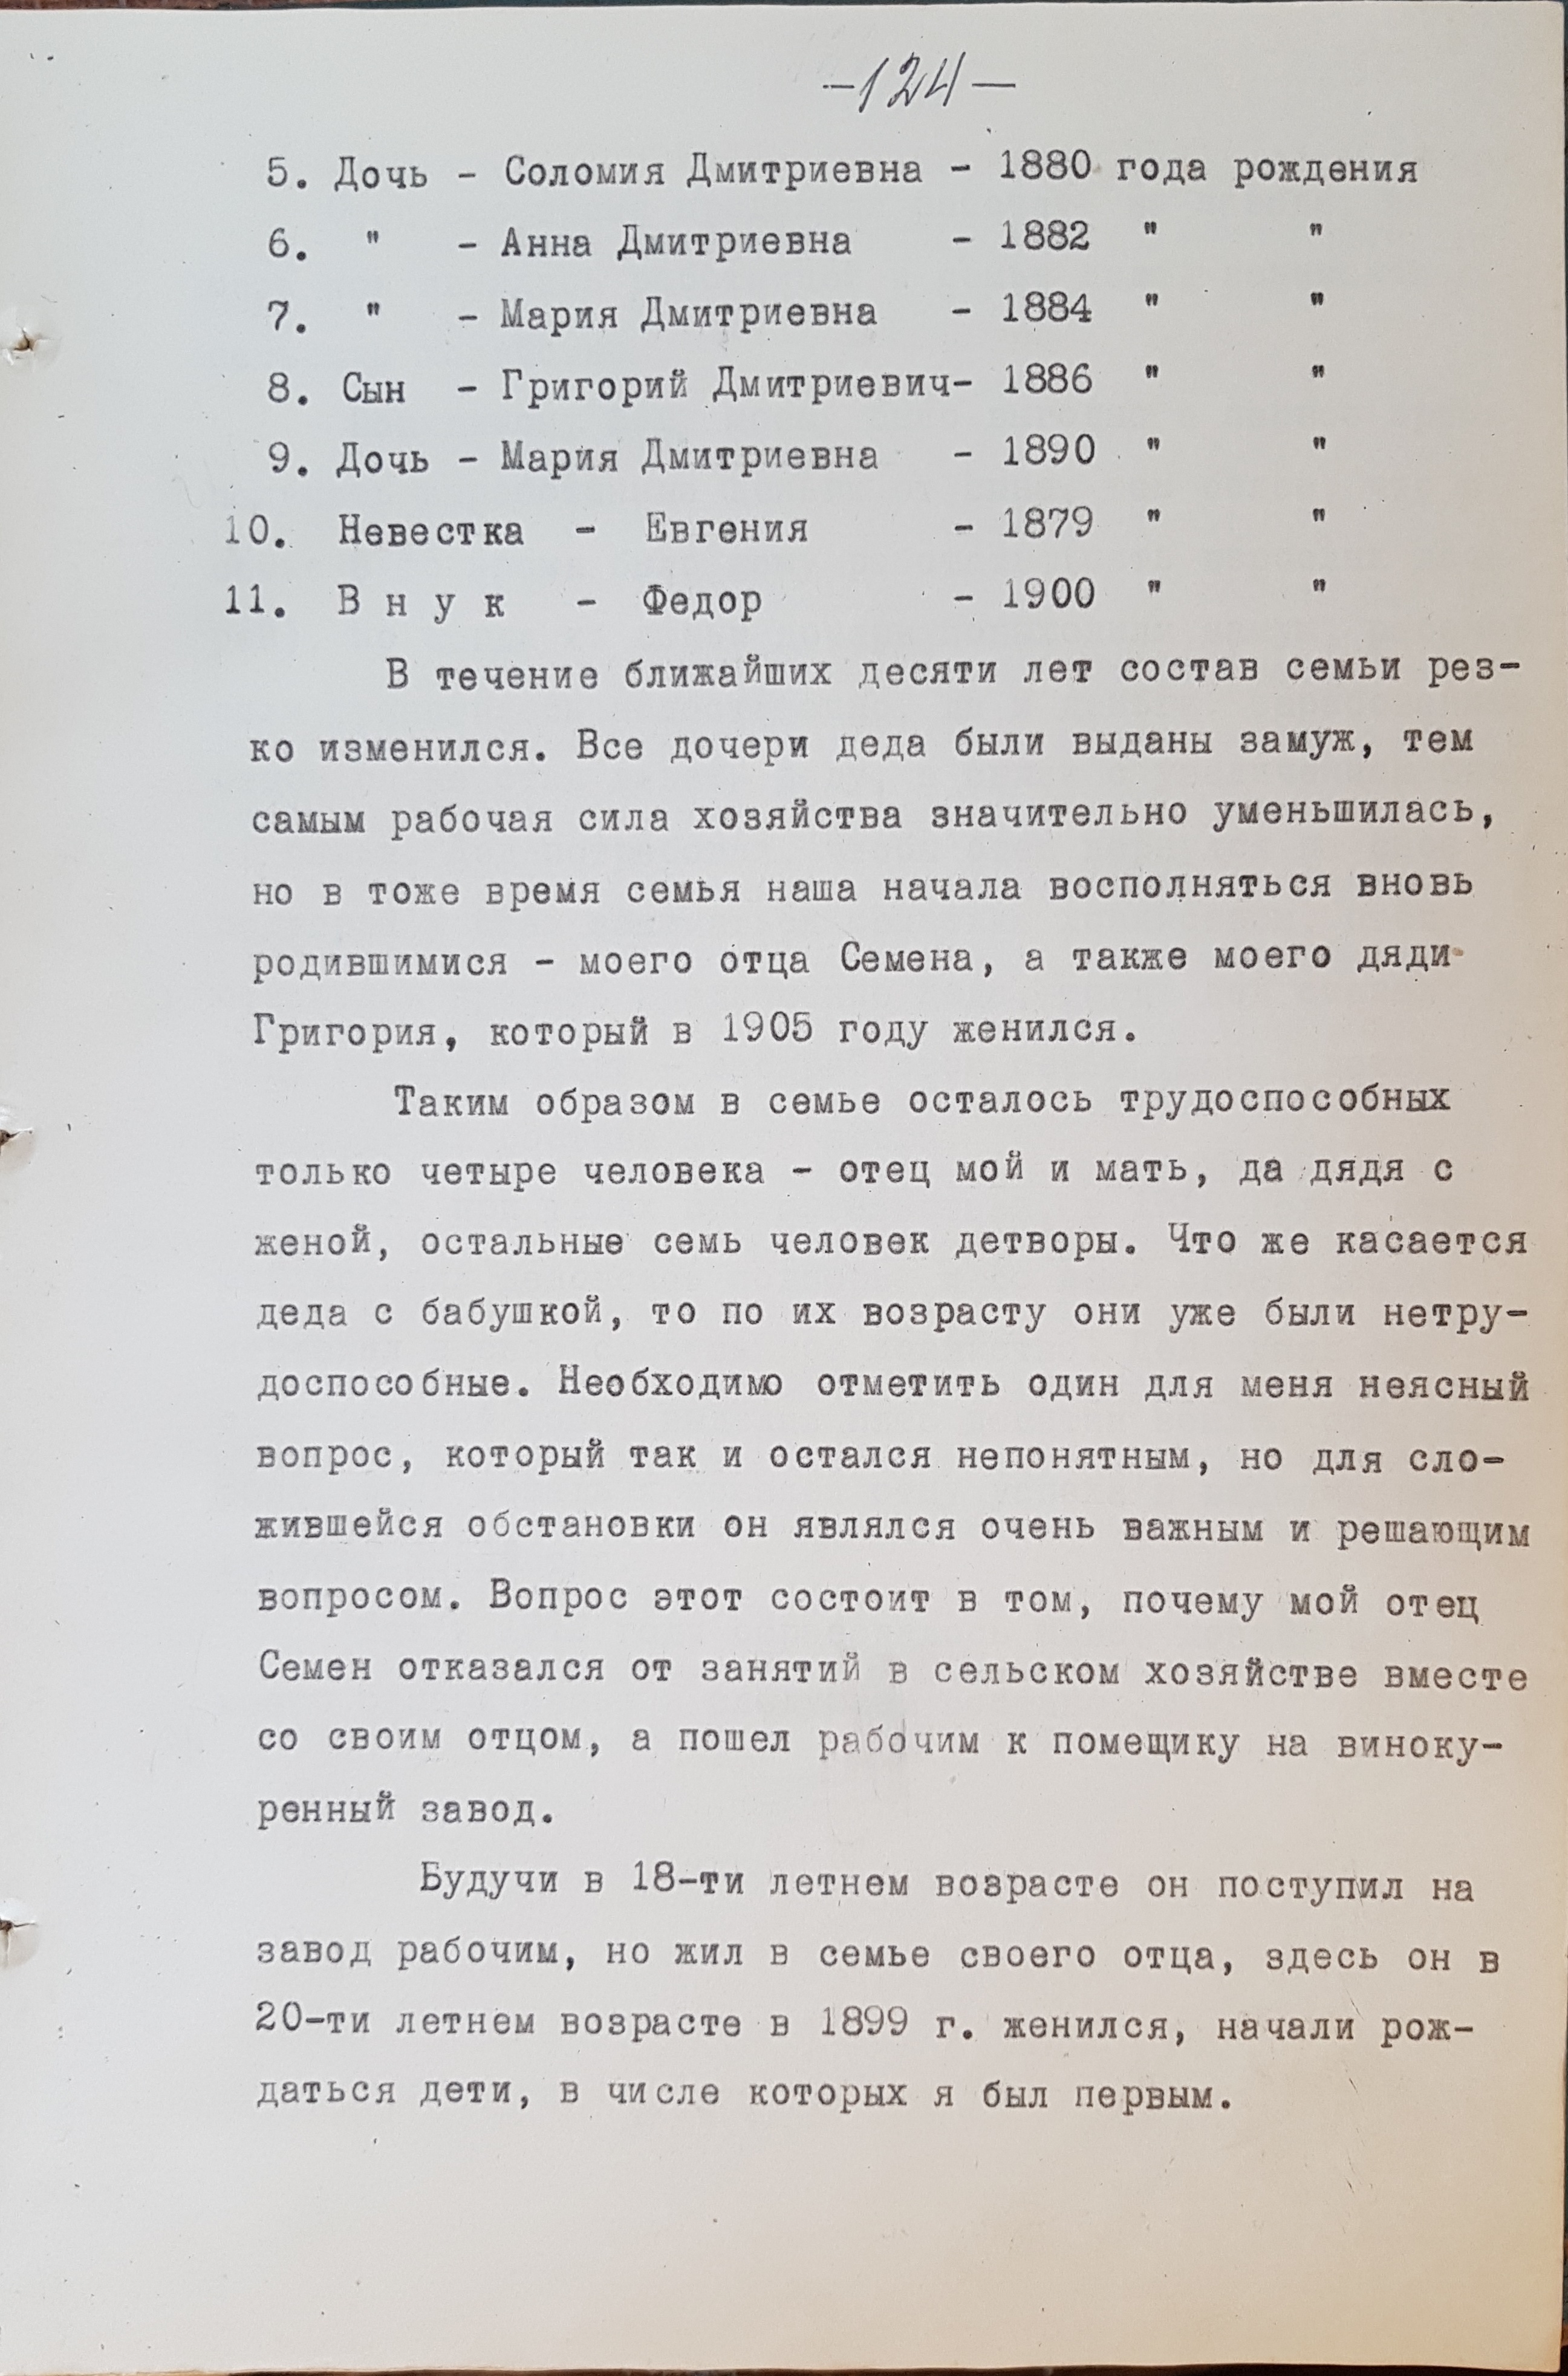 -124-
5. Дочь - Соломия Дмитриевна - 1880 года рождения
6. " - Анна Дмитриевна - 1882 " "
7. " - Мария Дмитриевна - 1884 " "
8. Сын - Григорий Дмитриевич- 1886 " "
9. Дочь - Мария Дмитриевна - 1890 " "
10. Невестка - Евгения - 1879 " "
11. В н у к - Федор - 1900 " "
В течение ближайших десяти лет состав семьи рез-
ко изменился. Все дочери деда были выданы замуж, тем
самым рабочая сила хозяйства значительно уменьшилась,
но в тоже время семья наша начала восполняться вновь
родившимися - моего отца Семена, а также моего дяди
Григория, который в 1905 году женился.
Таким образом в семье осталось трудоспособных
только четыре человека - отец мой и мать, да дядя с
женой, остальные семь человек детворы. Что же касается
деда с бабушкой, то по их возрасту они уже были нетру-
доспособные. Необходимо отметить один для меня неясный
вопрос, который так и остался непонятным, но для сло-
жившейся обстановки он являлся очень важным и решающим
вопросом. Вопрос этот состоит в том, почему мой отец
Семен отказался от занятий в сельском хозяйстве вместе
со своим отцом, а пошел рабочим к помещику на виноку-
ренный завод.
Будучи в 18-ти летнем возрасте он поступил на
завод рабочим, но жил в семье своего отца, здесь он в
20-ти летнем возрасте в 1899 г. женился, начали рож-
даться дети, в числе которых я был первым.